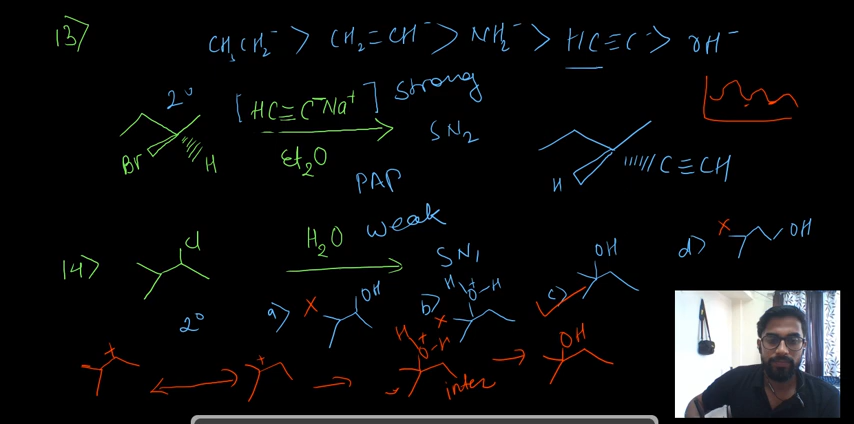 13>
CH₃CH₂⁻ > CH₂=CH⁻ > NH₂⁻ > HC≡C⁻ > OH⁻
2° [HC≡C⁻Na⁺] Strong
Et₂O SN2
Br H
PAP
H C≡CH
weak
14> Cl H₂O SN1
2°
a) X OH
b) X H O⁺-H
c) OH
d) X OH
+ + H O⁺-H inter OH